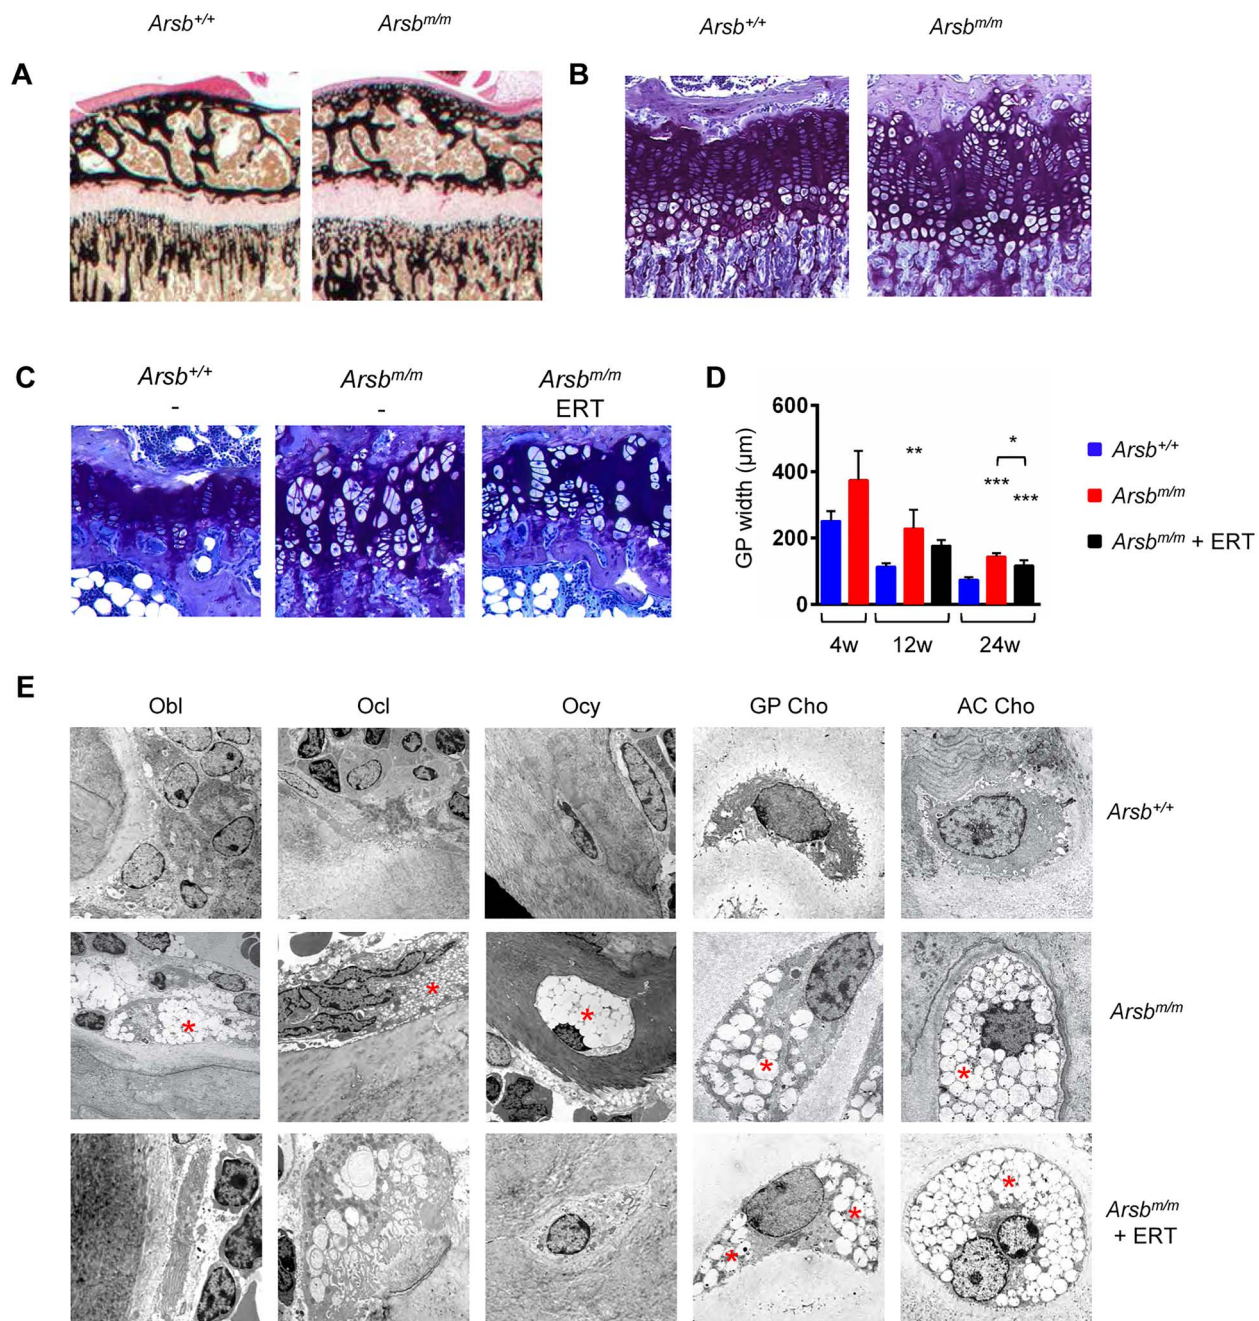 Arsb+/+ Arsbm/m Arsb+/+ Arsbm/m
A B
C Arsb+/+ Arsbm/m Arsbm/m D
- - ERT
600
400
200
0
GP width (µm)
** * *** ***
4w 12w 24w
Arsb+/+
Arsbm/m
Arsbm/m + ERT
E
Obl Ocl Ocy GP Cho AC Cho
Arsb+/+
* * * * *
Arsbm/m
* * *
Arsbm/m
+ ERT